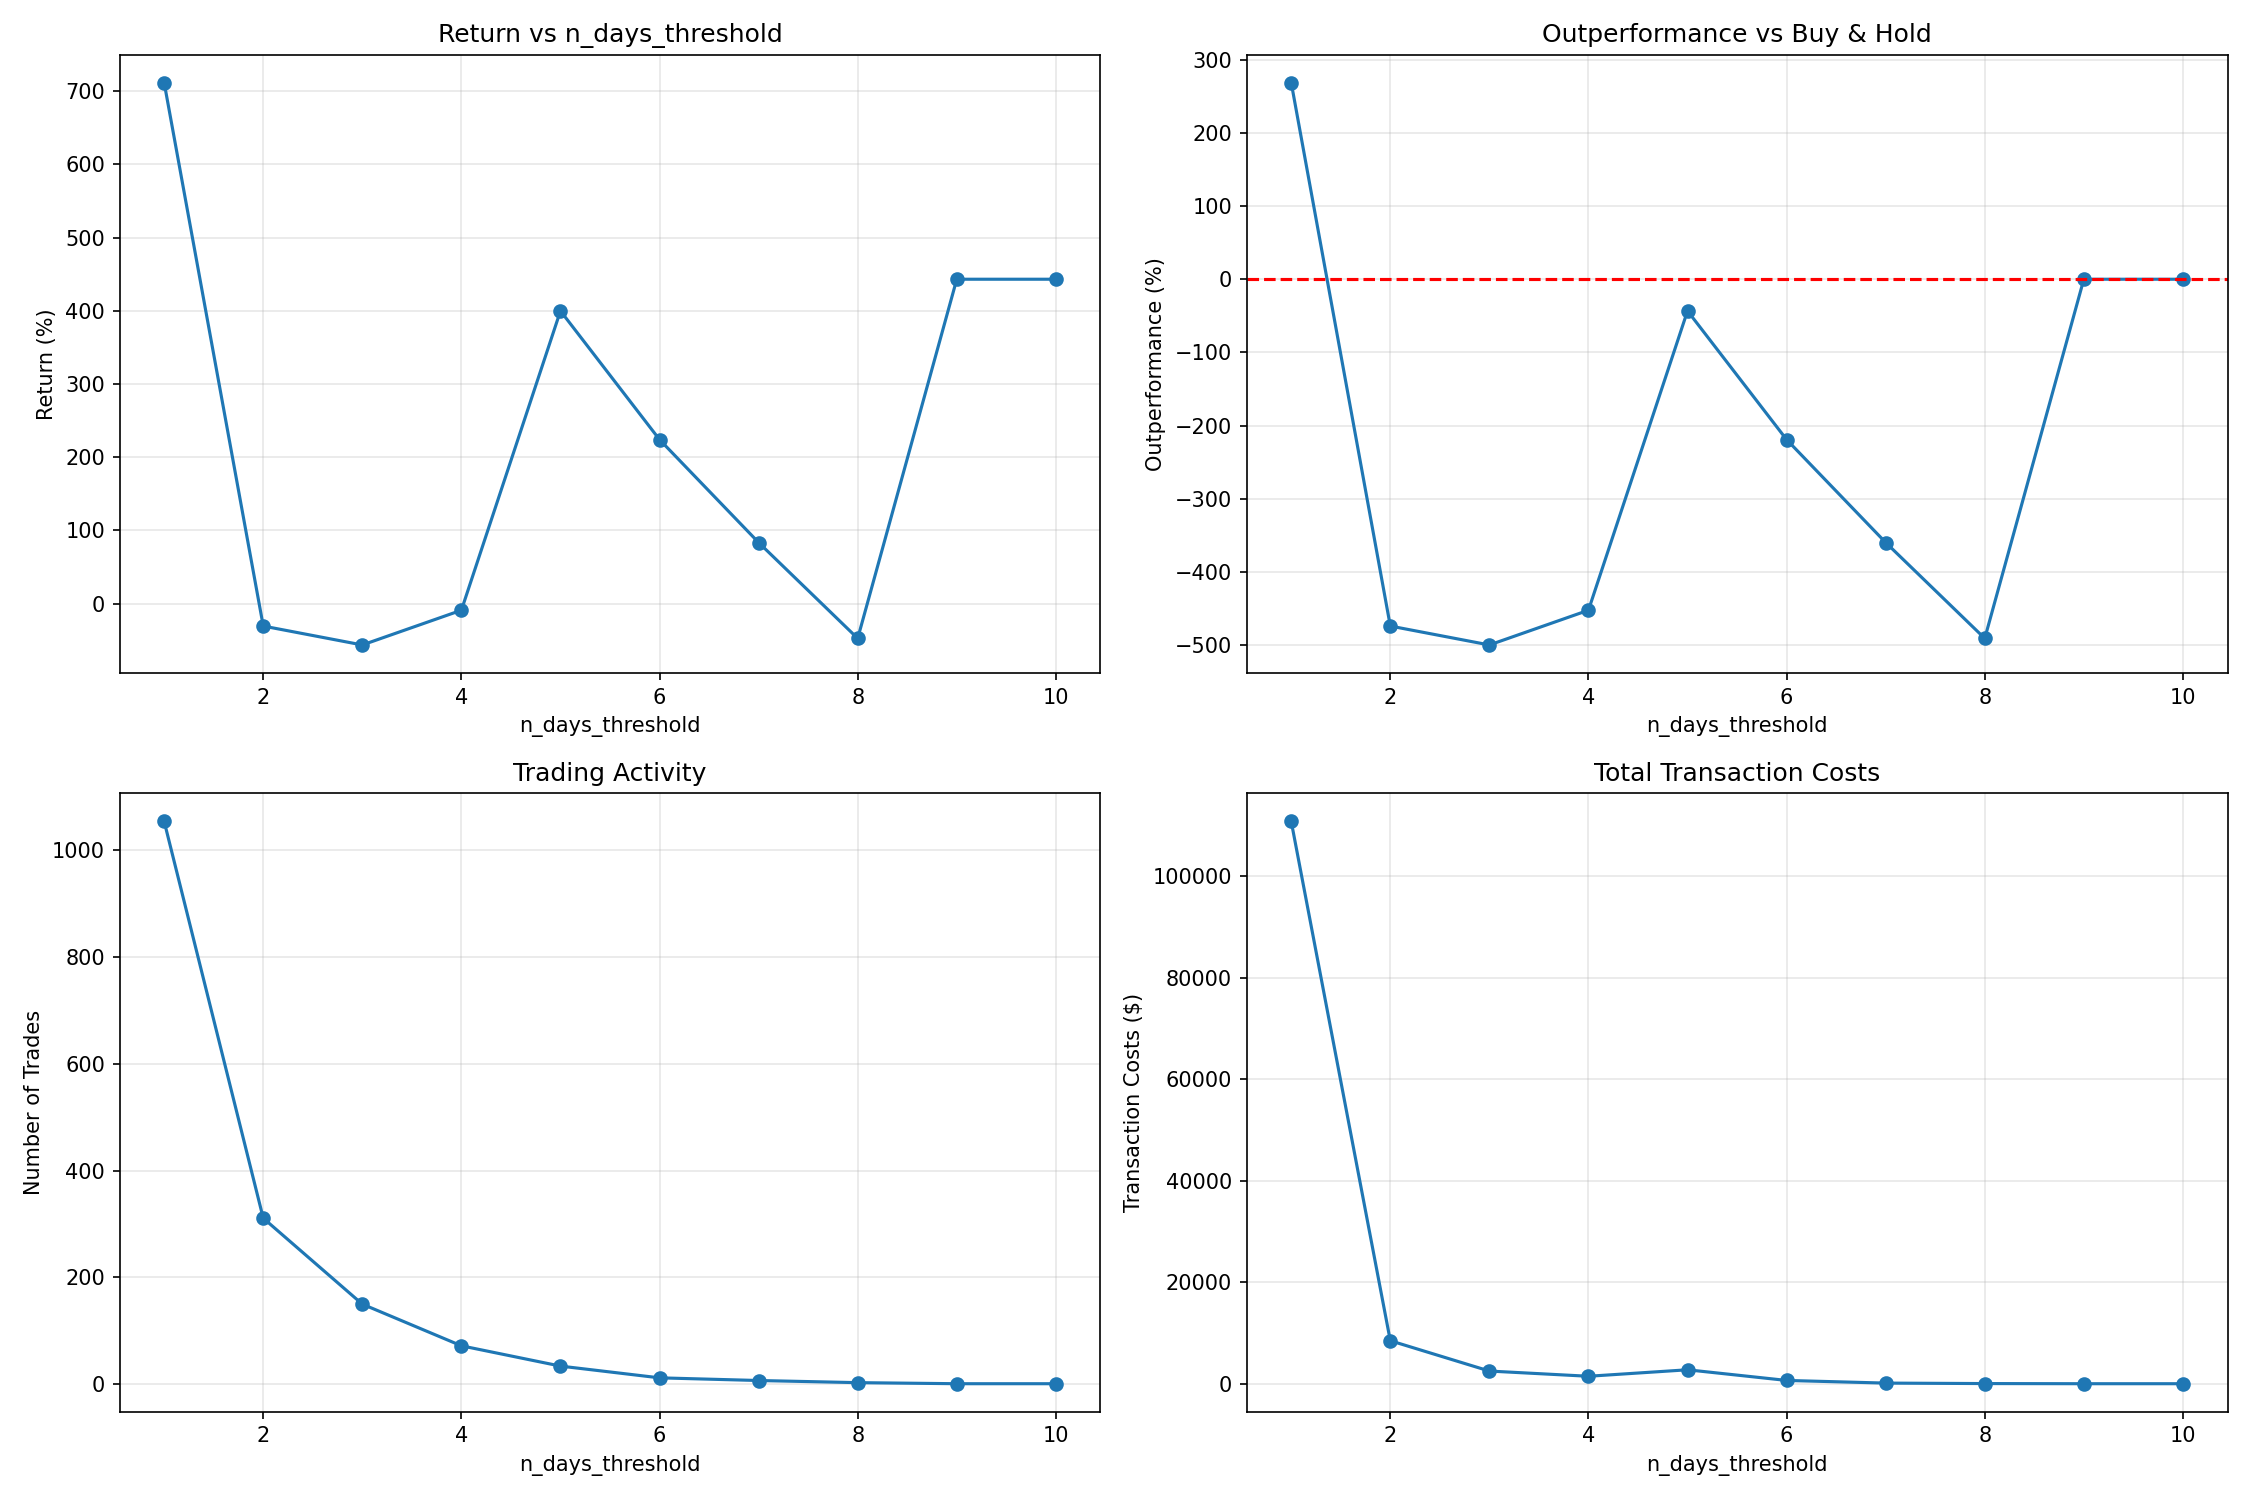 Return vs n_days_threshold
Return (%)
700
600
500
400
300
200
100
0
2 4 6 8 10
n_days_threshold
Outperformance vs Buy & Hold
Outperformance (%)
300
200
100
0
−100
−200
−300
−400
−500
2 4 6 8 10
n_days_threshold
Trading Activity
Number of Trades
1000
800
600
400
200
0
2 4 6 8 10
n_days_threshold
Total Transaction Costs
Transaction Costs ($)
100000
80000
60000
40000
20000
0
2 4 6 8 10
n_days_threshold